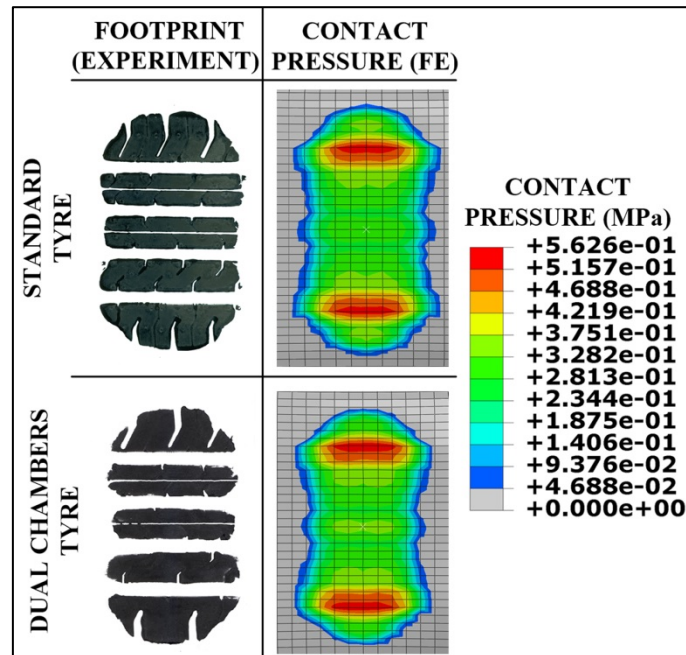 FOOTPRINT
(EXPERIMENT)
CONTACT
PRESSURE (FE)
STANDARD
TYRE
DUAL CHAMBERS
TYRE
CONTACT
PRESSURE (MPa)
+5.626e-01
+5.157e-01
+4.688e-01
+4.219e-01
+3.751e-01
+3.282e-01
+2.813e-01
+2.344e-01
+1.875e-01
+1.406e-01
+9.376e-02
+4.688e-02
+0.000e+00